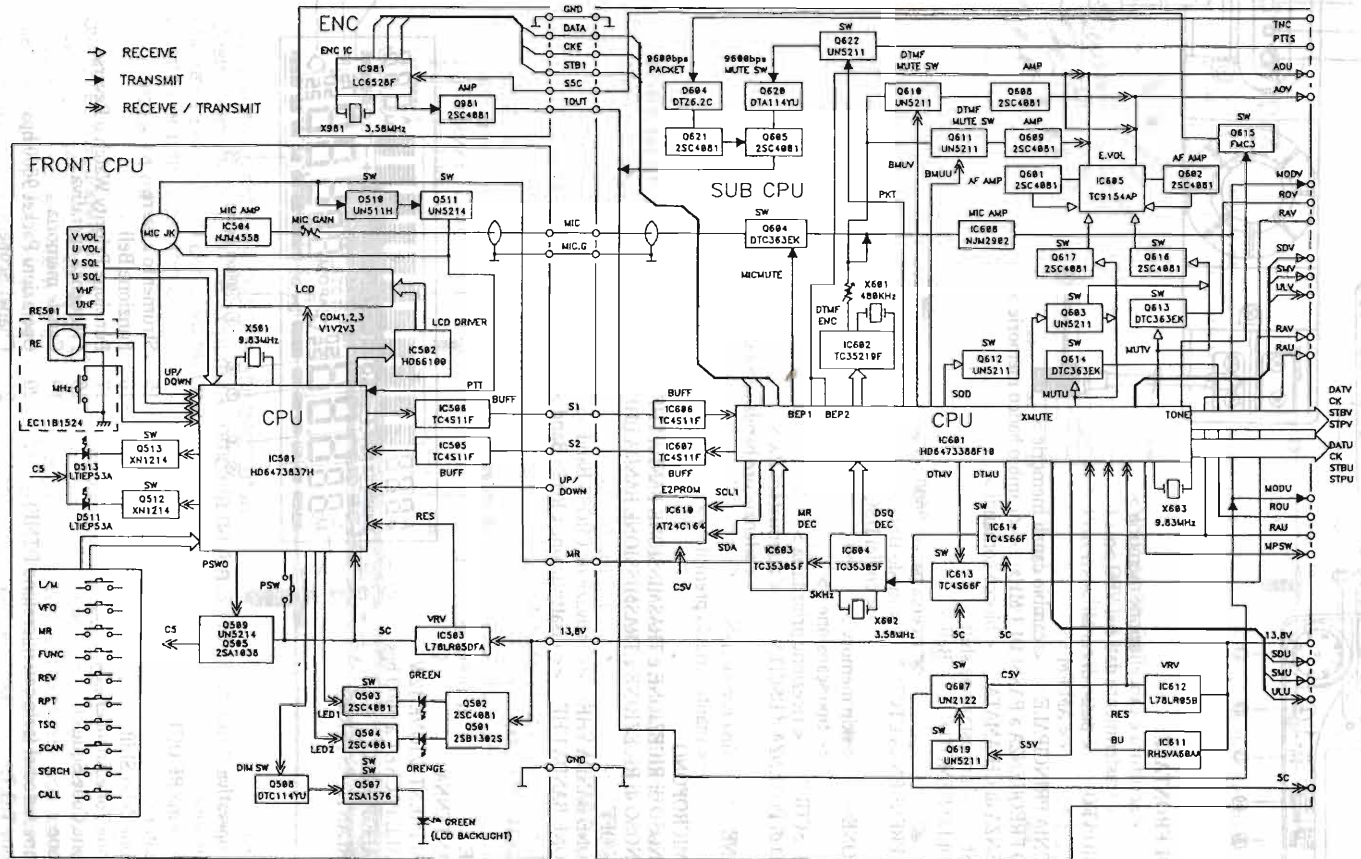 RECEIVE
TRANSMIT
RECEIVE / TRANSMIT
ENC
ENC IC
IC981
LC6528F
X981
3.58MHz
AMP
Q981
2SC4081
GND
DATA
CKE
STB1
S5C
TOUT
FRONT CPU
MIC JK
MIC AMP
IC504
NJM4558
MIC GAIN
SW
D510
UN511H
SW
Q511
UN5214
V VOL
U VOL
V SQL
U SQL
VHF
UHF
RE501
RE
MHz
EC11B1524
UP/
DOWN
X501
9.83MHz
LCD
COM1,2,3
V1V2V3
LCD DRIVER
IC502
HD66100
PTT
CPU
IC501
HD6473837H
BUFF
IC506
TC4S11F
IC505
TC4S11F
BUFF
C5
D513
LTIEP53A
SW
Q513
XN1214
SW
Q512
XN1214
D511
LTIEP53A
RES
PSW0
PSW
L/M
VFO
MR
FUNC
REV
RPT
TSQ
SCAN
SERCH
CALL
C5
Q509
UN5214
Q505
2SA1038
5C
VRV
IC503
L78LR05DFA
LED1
SW
Q503
2SC4081
GREEN
Q502
2SC4081
Q501
2SB1302S
LED2
SW
Q504
2SC4081
ORENGE
DIM SW
Q508
DTC114YU
SW
Q507
2SA1576
GREEN
(LCD BACKLIGHT)
MIC
MIC.G
S1
S2
UP/
DOWN
MR
13,8V
GND
SUB CPU
9600bps
PACKET
D604
DTZ6.2C
9600bps
MUTE SW
Q620
DTA114YU
Q621
2SC4081
Q605
2SC4081
SW
Q622
UN5211
DTMF
MUTE SW
Q610
UN5211
AMP
Q608
2SC4081
DTMF
MUTE SW
Q611
UN5211
AMP
Q609
2SC4081
BMUV
BMUU
PKT
E.VOL
IC605
TC9154AP
AF AMP
Q601
2SC4081
AF AMP
Q602
2SC4081
SW
Q615
FMC3
SW
Q604
DTC363EK
MICMUTE
MIC AMP
IC608
NJM2902
SW
Q617
2SC4081
SW
Q616
2SC4081
X601
480KHz
DTMF
ENC
IC602
TC35219F
SW
Q603
UN5211
SW
Q613
DTC363EK
SW
Q612
UN5211
SW
Q614
DTC363EK
MUTV
MUTU
SQD
BUFF
IC606
TC4S11F
IC607
TC4S11F
BUFF
BEP1
BEP2
XMUTE
TONE
CPU
IC601
HD6473388F10
E2PROM
IC610
AT24C164
SCL1
SDA
C5V
MR
DEC
IC603
TC35305F
DSQ
DEC
IC604
TC35305F
5KHz
X602
3.58MHz
DTMV
DTMU
SW
IC614
TC4S66F
SW
IC613
TC4S66F
5C
5C
X603
9.83MHz
SW
Q607
UN2122
C5V
SW
Q619
UN5211
S5V
RES
BU
VRV
IC612
L78LR05B
IC611
RH5VA60AA
TNC
PTTS
AOU
AOV
MODV
ROV
RAV
SDV
SMV
ULV
RAV
RAU
DATV
CK
STBV
STPV
DATU
CK
STBU
STPU
MODU
ROU
RAU
MPSW
13,8V
SDU
SMU
ULU
5C